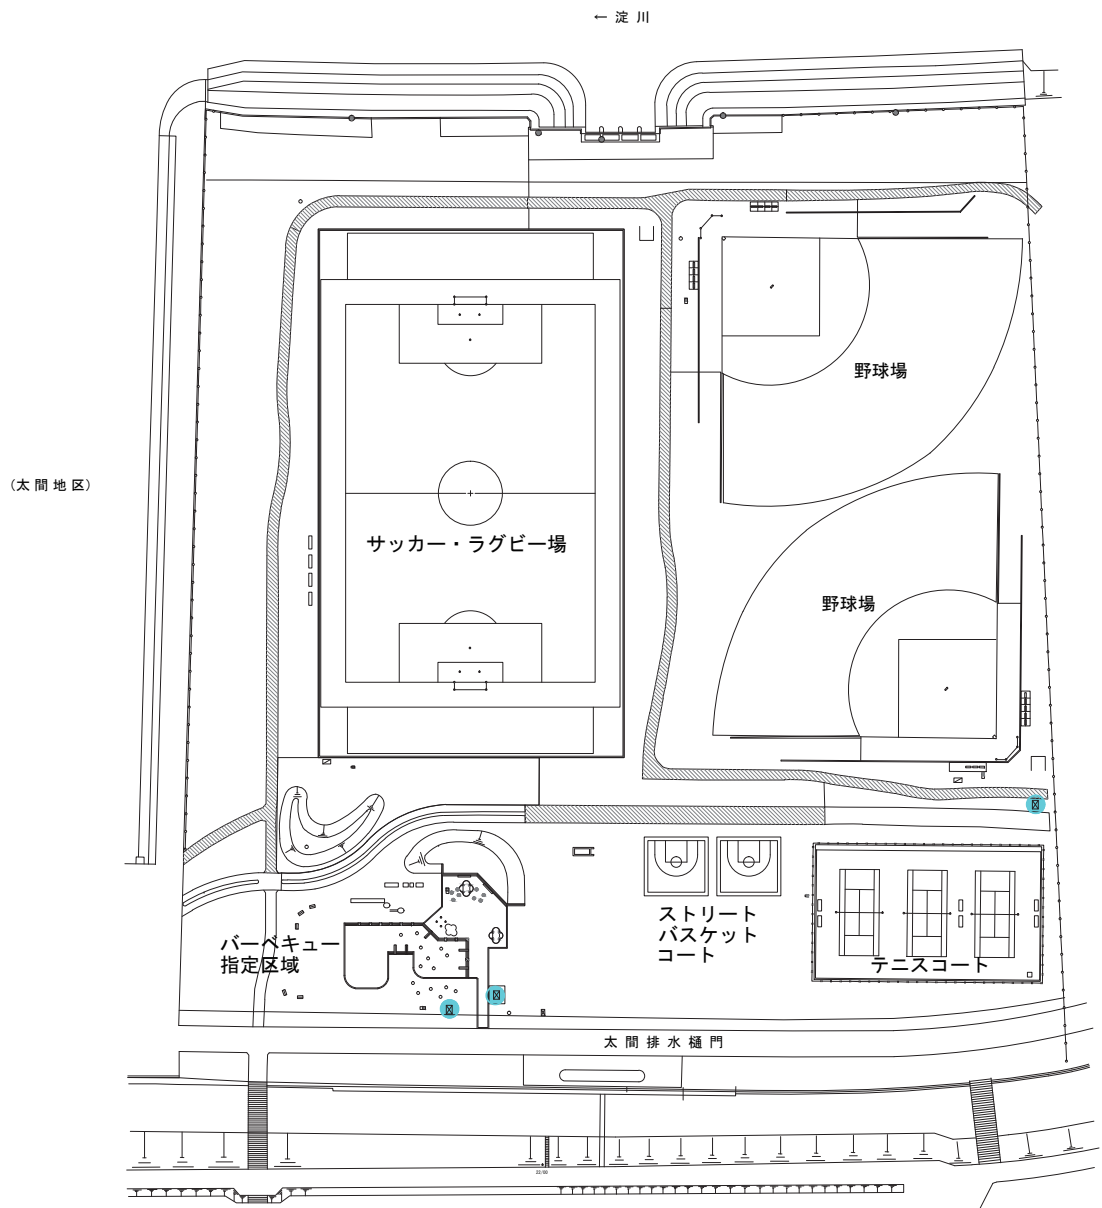 ← 淀 川
野球場
(太 間 地 区)
サッカー・ラグビー場
野球場
ストリート
バスケット
コート
バーベキュー
指定区域
テニスコート
太 間 排 水 樋 門
22/00